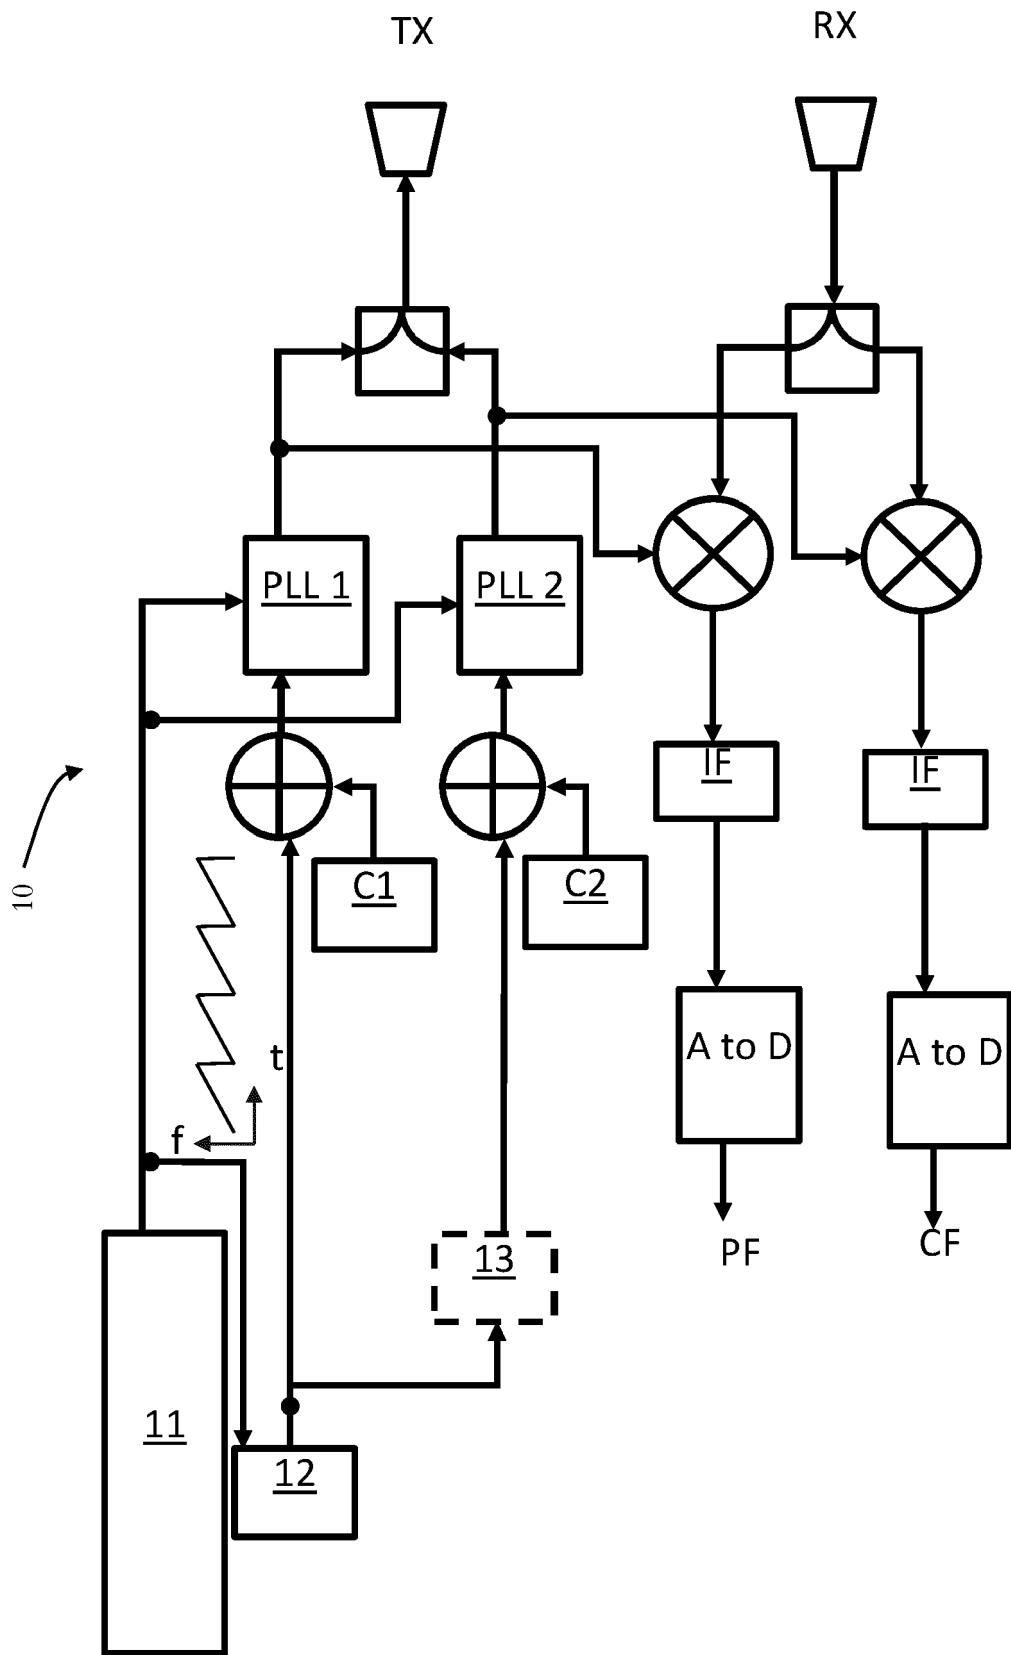 TX
RX
PLL 1
PLL 2
IF
IF
C1
C2
10
A to D
A to D
t
f
PF
CF
13
11
12